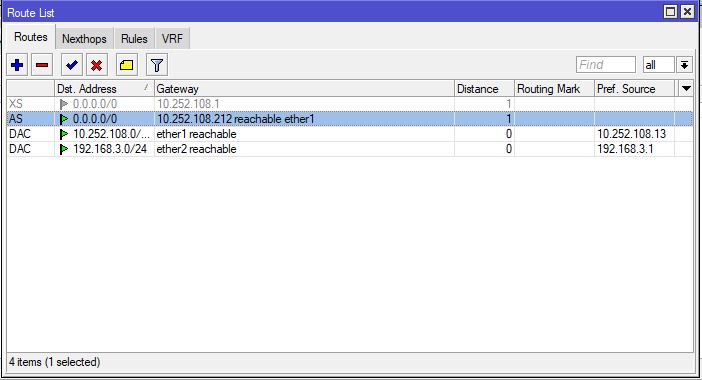 Route List
Routes Nexthops Rules VRF
Find all
Dst. Address Gateway Distance Routing Mark Pref. Source
XS 0.0.0.0/0 10.252.108.1 1
AS 0.0.0.0/0 10.252.108.212 reachable ether1 1
DAC 10.252.108.0/... ether1 reachable 0 10.252.108.13
DAC 192.168.3.0/24 ether2 reachable 0 192.168.3.1
4 items (1 selected)